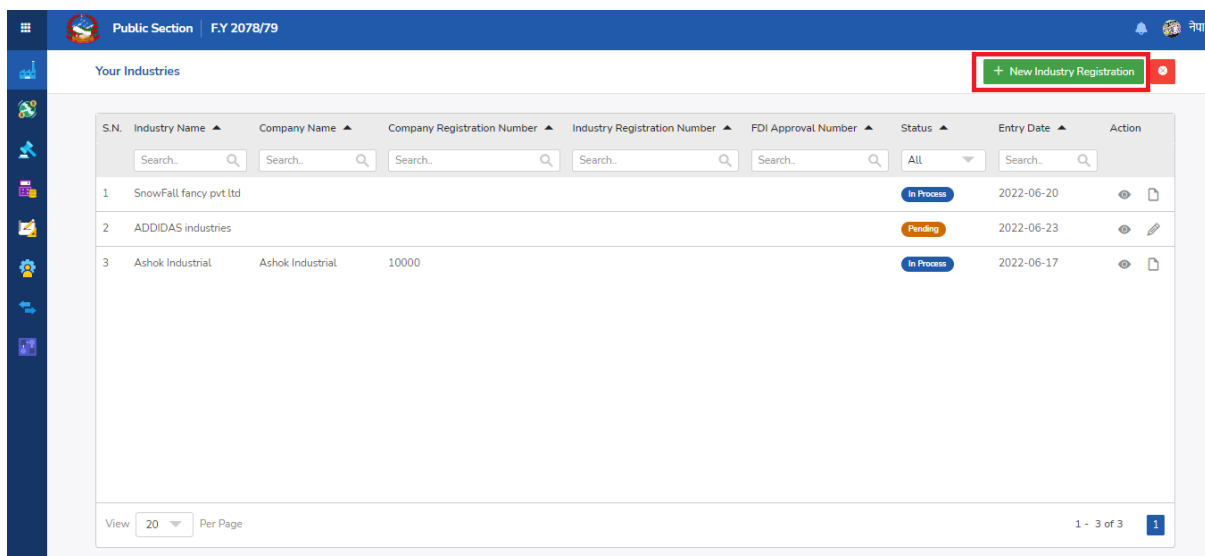 Public Section F.Y 2078/79
Your Industries + New Industry Registration
S.N. Industry Name Company Name Company Registration Number Industry Registration Number FDI Approval Number Status Entry Date Action
Search.. Search.. Search.. Search.. Search.. All Search..
1 SnowFall fancy pvt ltd In Process 2022-06-20
2 ADDIDAS industries Pending 2022-06-23
3 Ashok Industrial Ashok Industrial 10000 In Process 2022-06-17
View 20 Per Page 1 - 3 of 3 1